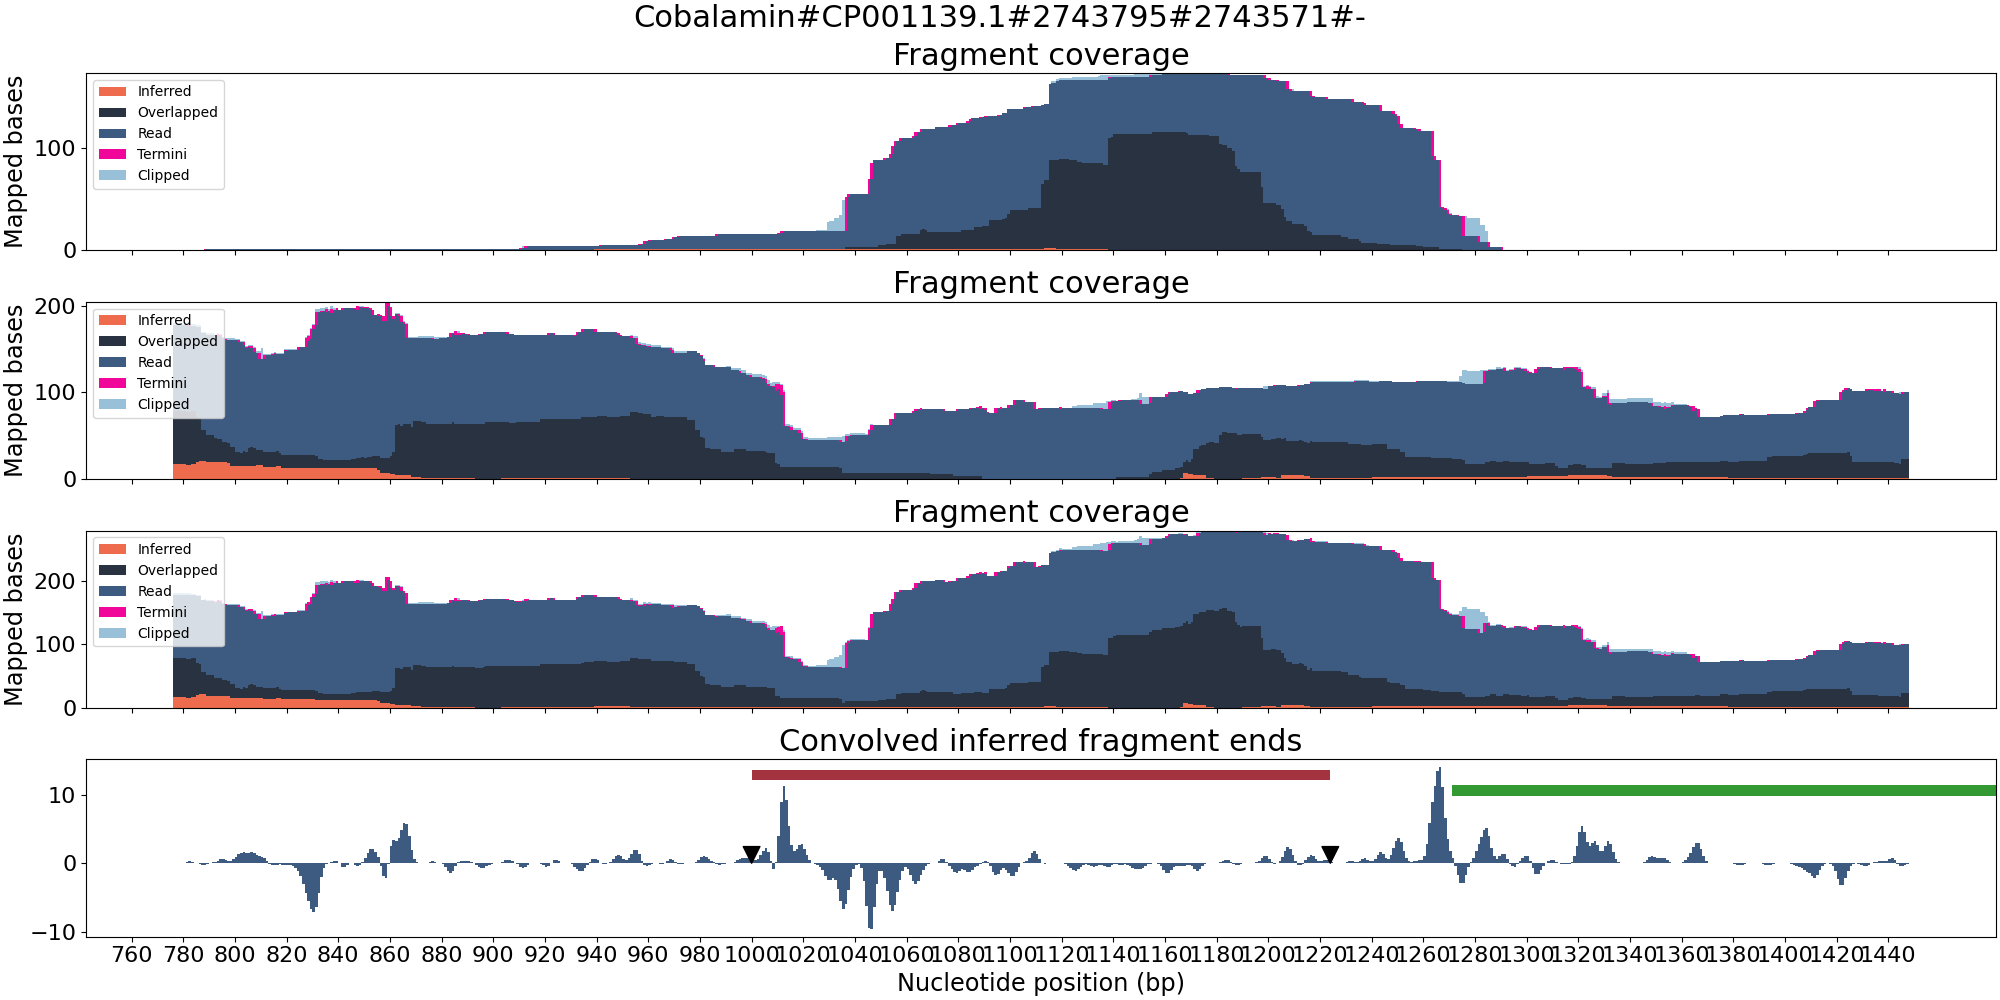 Cobalamin#CP001139.1#2743795#2743571#-
Fragment coverage
Mapped bases
100
0
Inferred
Overlapped
Read
Termini
Clipped
Fragment coverage
Mapped bases
200
100
0
Inferred
Overlapped
Read
Termini
Clipped
Fragment coverage
Mapped bases
200
100
0
Inferred
Overlapped
Read
Termini
Clipped
Convolved inferred fragment ends
10
0
−10
760 780 800 820 840 860 880 900 920 940 960 980 1000 1020 1040 1060 1080 1100 1120 1140 1160 1180 1200 1220 1240 1260 1280 1300 1320 1340 1360 1380 1400 1420 1440
Nucleotide position (bp)